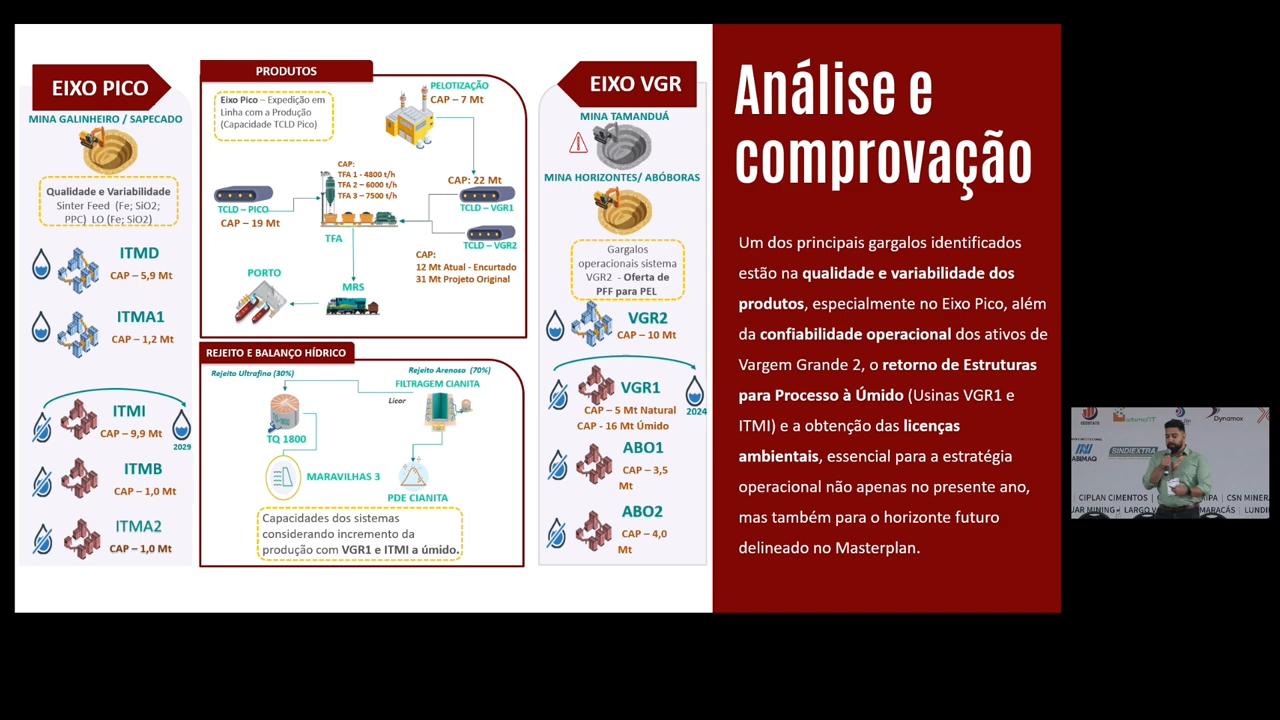 EIXO PICO
MINA GALINHEIRO / SAPECADO
Qualidade e Variabilidade
Sinter Feed (Fe; SiO2;
PPC) LO (Fe; SiO2)
ITMD
CAP – 5,9 Mt
ITMA1
CAP – 1,2 Mt
ITMI
CAP – 9,9 Mt
2029
ITMB
CAP – 1,0 Mt
ITMA2
CAP – 1,0 Mt
PRODUTOS
Eixo Pico – Expedição em
Linha com a Produção
(Capacidade TCLD Pico)
PELOTIZAÇÃO
CAP – 7 Mt
CAP:
TFA 1 - 4800 t/h
TFA 2 – 6000 t/h
TFA 3 – 7500 t/h
CAP: 22 Mt
TCLD – PICO
CAP – 19 Mt
TCLD – VGR1
TFA
TCLD – VGR2
CAP:
12 Mt Atual - Encurtado
31 Mt Projeto Original
PORTO
MRS
REJEITO E BALANÇO HÍDRICO
Rejeito Ultrafino (30%)
Rejeito Arenoso (70%)
FILTRAGEM CIANITA
Licor
TQ 1800
MARAVILHAS 3
PDE CIANITA
Capacidades dos sistemas
considerando incremento da
produção com VGR1 e ITMI a úmido.
EIXO VGR
MINA TAMANDUÁ
MINA HORIZONTES/ ABÓBORAS
Gargalos
operacionais sistema
VGR2 - Oferta de
PFF para PEL
VGR2
CAP – 10 Mt
VGR1
CAP – 5 Mt Natural
CAP - 16 Mt Úmido
2024
ABO1
CAP – 3,5
Mt
ABO2
CAP – 4,0
Mt
Análise e
comprovação
Um dos principais gargalos identificados
estão na qualidade e variabilidade dos
produtos, especialmente no Eixo Pico, além
da confiabilidade operacional dos ativos de
Vargem Grande 2, o retorno de Estruturas
para Processo à Úmido (Usinas VGR1 e
ITMI) e a obtenção das licenças
ambientais, essencial para a estratégia
operacional não apenas no presente ano,
mas também para o horizonte futuro
delineado no Masterplan.
Dynamox
ABIMAQ
SINDIEXTRA
CIPLAN CIMENTOS
CSN MINERA
LARGO
MARACÁS
LUNDI